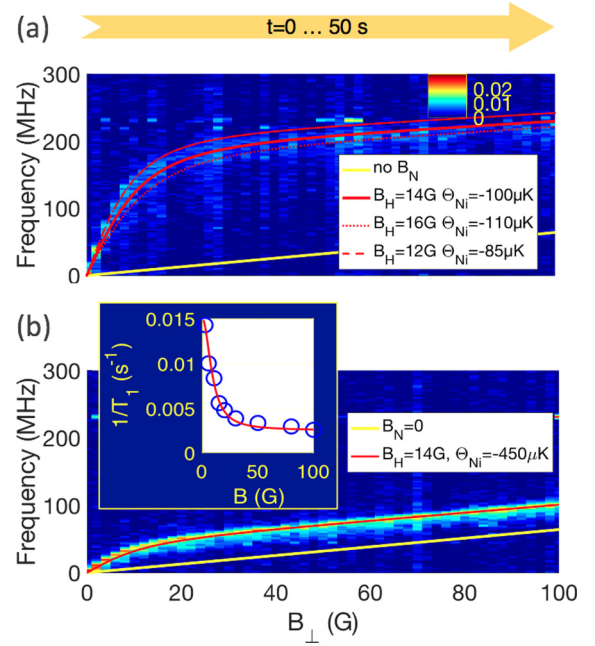 (a)
t=0 ... 50 s
300
200
100
0
Frequency (MHz)
0.02
0.01
0
no B_N
B_H=14G Θ_Ni=-100µK
B_H=16G Θ_Ni=-110µK
B_H=12G Θ_Ni=-85µK
(b)
0.015
0.01
0.005
0
1/T_1 (s^-1)
0 50 100
B (G)
300
200
100
0
Frequency (MHz)
B_N=0
B_H=14G, Θ_Ni=-450µK
0 20 40 60 80 100
B_⊥ (G)